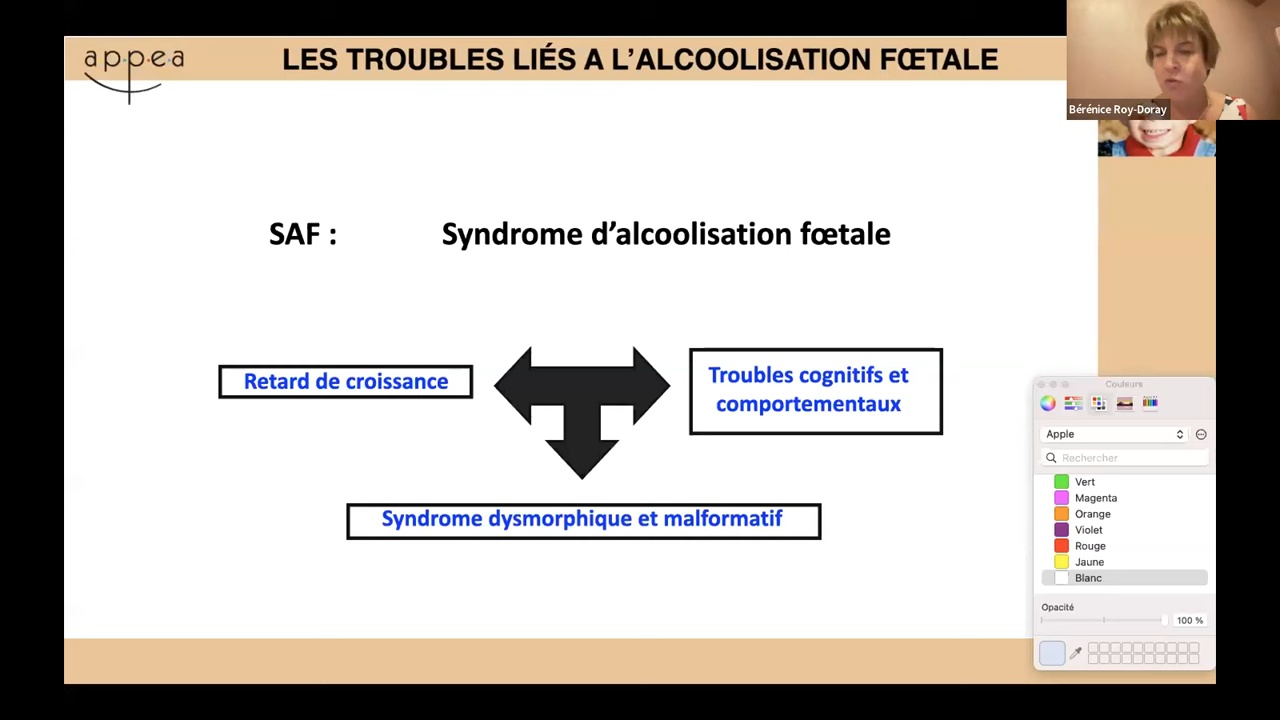 appea
LES TROUBLES LIÉS A L’ALCOOLISATION FŒTALE
Bérénice Roy-Doray
SAF : Syndrome d’alcoolisation fœtale
Retard de croissance
Troubles cognitifs et
comportementaux
Syndrome dysmorphique et malformatif
Couleurs
Apple
Rechercher
Vert
Magenta
Orange
Violet
Rouge
Jaune
Blanc
Opacité
100 %